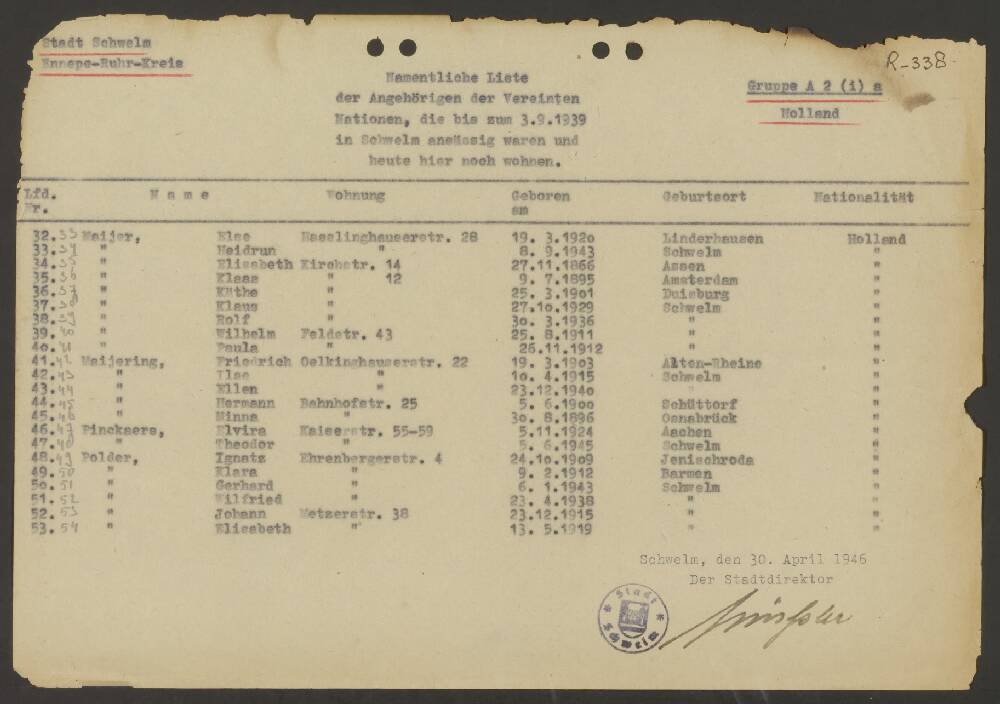 Stadt Schwelm
Ennepe-Ruhr-Kreis
R-338-
Namentliche Liste
der Angehörigen der Vereinten
Nationen, die bis zum 3.9.1939
in Schwelm ansässig waren und
heute hier noch wohnen.
Gruppe A 2 (i) a
Holland
Lfd. Nr. N a m e Wohnung Geboren am Geburtsort Nationalität
32. 33 Maijer, Else Hasslinghauserstr. 28 19. 3.1920 Linderhausen Holland
33. 34 " Heidrun " 8. 9.1943 Schwelm "
34. 35 " Elisabeth Kirchstr. 14 27.11.1866 Assen "
35. 36 " Klaas " 12 9. 7.1895 Amsterdam "
36. 37 " Käthe " 25. 3.1901 Duisburg "
37. 38 " Klaus " 27.10.1929 Schwelm "
38. 39 " Rolf " 30. 3.1936 " "
39. 40 " Wilhelm Feldstr. 43 25. 8.1911 " "
40. 41 " Paula " 26.11.1912 " "
41. 42 Maijering, Friedrich Oelkinghauserstr. 22 19. 3.1903 Alten-Rheine "
42. 43 " Ilse " 10. 4.1915 Schwelm "
43. 44 " Ellen " 23.12.1940 " "
44. 45 " Hermann Bahnhofstr. 25 5. 6.1900 Schüttorf "
45. 46 " Minna " 30. 8.1896 Osnabrück "
46. 47 Pinckaers, Elvira Kaiserstr. 55-59 5.11.1924 Aachen "
47. 48 " Theodor " 5. 6.1945 Schwelm "
48. 49 Polder, Ignatz Ehrenbergerstr. 4 24.10.1909 Jenischroda "
49. 50 " Klara " 9. 2.1912 Barmen "
50. 51 " Gerhard " 6. 1.1943 Schwelm "
51. 52 " Wilfried " 23. 4.1938 " "
52. 53 " Johann Metzerstr. 38 23.12.1915 " "
53. 54 " Elisabeth " 13. 5.1919 " "
Schwelm, den 30. April 1946
Der Stadtdirektor
Stadt
Schwelm